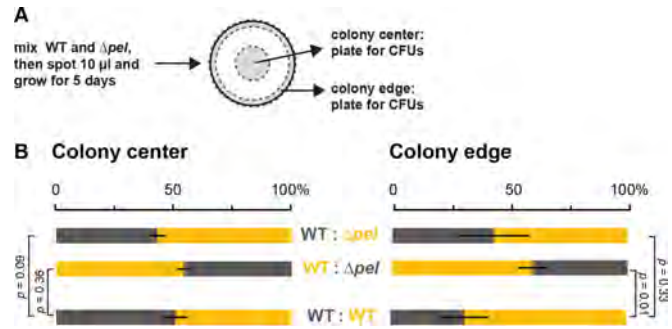 A
mix WT and Δpel,
then spot 10 µl and
grow for 5 days
colony center:
plate for CFUs
colony edge:
plate for CFUs
B Colony center Colony edge
0 50 100% 0 50 100%
WT : Δpel
WT : Δpel
WT : WT
p = 0.09
p = 0.36
p = 0.01
p = 0.33